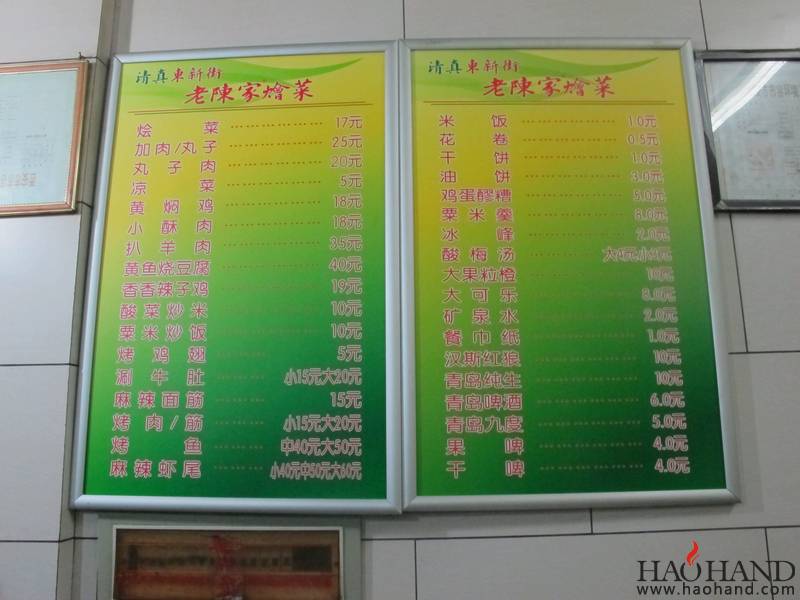 清真 東新街
老陳家燴菜
烩菜 17元
加肉/丸子 25元
丸子肉 20元
凉菜 5元
黄焖鸡 18元
小酥肉 18元
扒羊肉 35元
黄鱼烧豆腐 40元
香香辣子鸡 19元
酸菜炒米 10元
粟米炒饭 10元
烤鸡翅 5元
涮牛肚 小15元大20元
麻辣面筋 15元
烤肉/筋 小15元大20元
烤鱼 中40元大50元
麻辣虾尾 小40元中50元大60元
清真 東新街
老陳家燴菜
米饭 1.0元
花卷 0.5元
干饼 1.0元
油饼 3.0元
鸡蛋醪糟 5.0元
粟米羹 8.0元
冰峰 2.0元
酸梅汤
大果粒橙 10元
大可乐 8.0元
矿泉水 2.0元
餐巾纸 1.0元
汉斯红狼 10元
青岛纯生 10元
青岛啤酒 6.0元
青岛九度 5.0元
果啤 4.0元
干啤 4.0元
HAOHAND
www.haohand.com